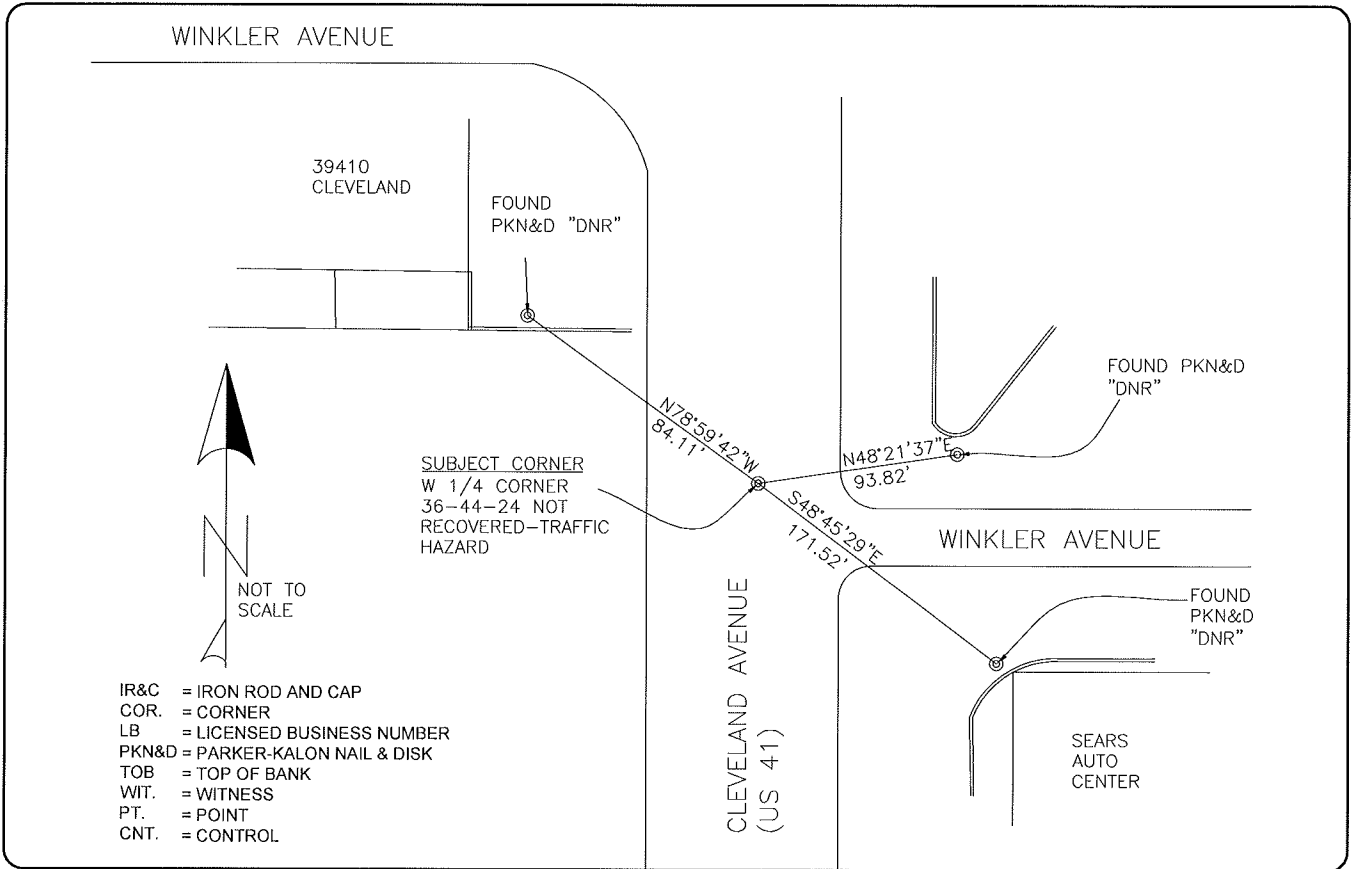 WINKLER AVENUE
39410
CLEVELAND
FOUND
PKN&D "DNR"
FOUND PKN&D
"DNR"
N78°59'42"W
84.11'
N48°21'37"E
93.82'
SUBJECT CORNER
W 1/4 CORNER
36-44-24 NOT
RECOVERED-TRAFFIC
HAZARD
S48°45'29"E
171.52'
WINKLER AVENUE
N
NOT TO
SCALE
CLEVELAND AVENUE
(US 41)
FOUND
PKN&D
"DNR"
SEARS
AUTO
CENTER
IR&C = IRON ROD AND CAP
COR. = CORNER
LB = LICENSED BUSINESS NUMBER
PKN&D = PARKER-KALON NAIL & DISK
TOB = TOP OF BANK
WIT. = WITNESS
PT. = POINT
CNT. = CONTROL